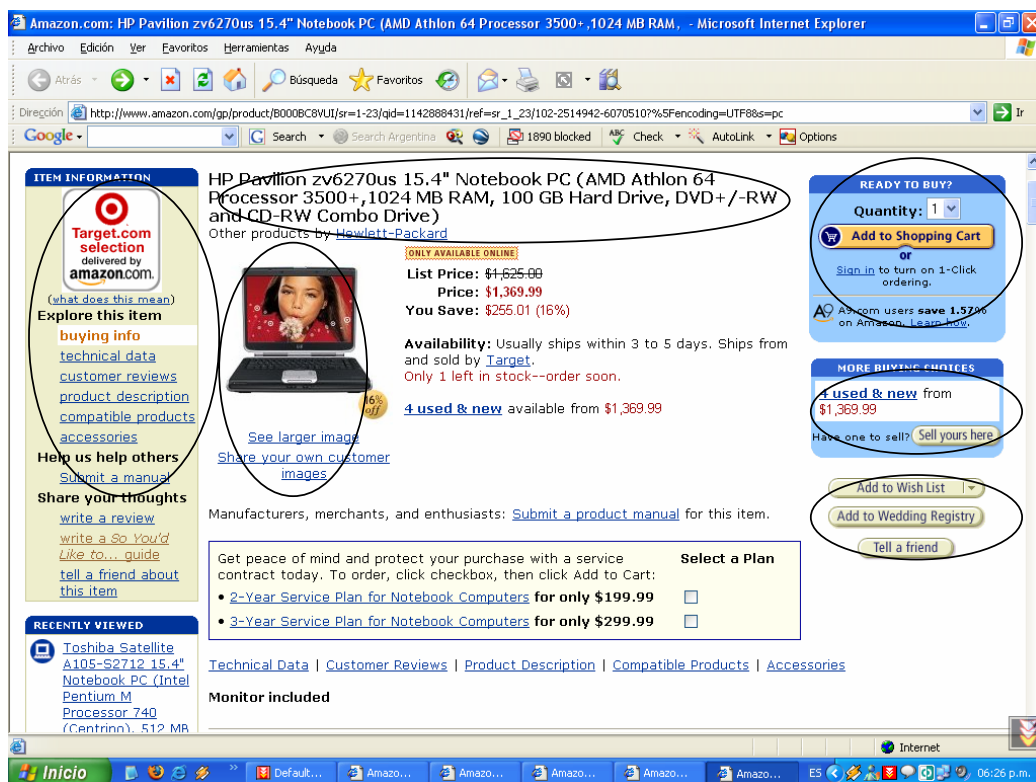 Amazon.com: HP Pavilion zv6270us 15.4" Notebook PC (AMD Athlon 64 Processor 3500+,1024 MB RAM, - Microsoft Internet Explorer
Archivo Edición Ver Favoritos Herramientas Ayuda
Atrás Búsqueda Favoritos
Dirección http://www.amazon.com/gp/product/B000BC8VUI/sr=1-23/qid=1142888431/ref=sr_1_23/102-2514942-6070510?%5Fencoding=UTF8&s=pc Ir
Google Search Search Argentina 1890 blocked ABC Check AutoLink Options
ITEM INFORMATION
Target.com
selection
delivered by
amazon.com.
(what does this mean)
Explore this item
buying info
technical data
customer reviews
product description
compatible products
accessories
Help us help others
Submit a manual
Share your thoughts
write a review
write a So You'd
Like to... guide
tell a friend about
this item
RECENTLY VIEWED
Toshiba Satellite
A105-S2712 15.4"
Notebook PC (Intel
Pentium M
Processor 740
(Centrino), 512 MB
HP Pavilion zv6270us 15.4" Notebook PC (AMD Athlon 64
Processor 3500+,1024 MB RAM, 100 GB Hard Drive, DVD+/-RW
and CD-RW Combo Drive)
Other products by Hewlett-Packard
ONLY AVAILABLE ONLINE
List Price: $1,625.00
Price: $1,369.99
You Save: $255.01 (16%)
Availability: Usually ships within 3 to 5 days. Ships from
and sold by Target.
Only 1 left in stock--order soon.
4 used & new available from $1,369.99
16%
off
See larger image
Share your own customer
images
Manufacturers, merchants, and enthusiasts: Submit a product manual for this item.
Get peace of mind and protect your purchase with a service
contract today. To order, click checkbox, then click Add to Cart:
Select a Plan
• 2-Year Service Plan for Notebook Computers for only $199.99
• 3-Year Service Plan for Notebook Computers for only $299.99
Technical Data | Customer Reviews | Product Description | Compatible Products | Accessories
Monitor included
READY TO BUY?
Quantity: 1
Add to Shopping Cart
or
Sign in to turn on 1-Click
ordering.
A9 A9.com users save 1.57%
on Amazon. Learn how.
MORE BUYING CHOICES
4 used & new from
$1,369.99
Have one to sell? Sell yours here
Add to Wish List
Add to Wedding Registry
Tell a friend
Internet
Inicio » Default... Amazo... Amazo... Amazo... Amazo... Amazo... ES 06:26 p.m.